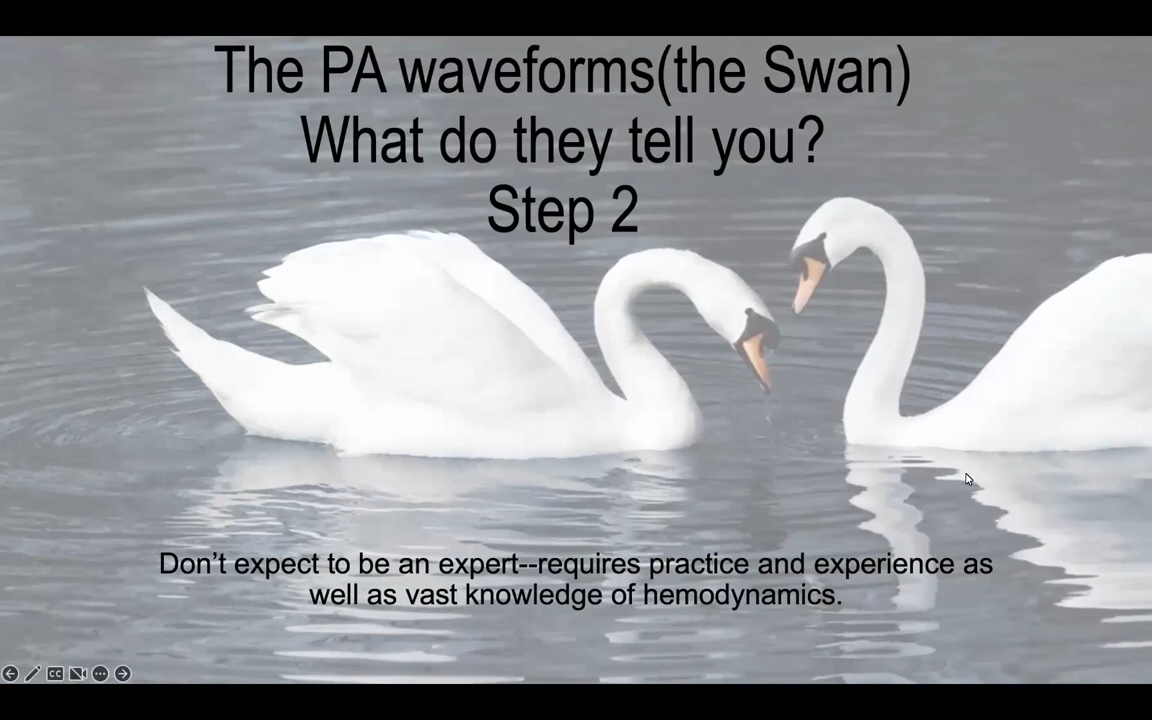 The PA waveforms(the Swan)
What do they tell you?
Step 2
Don’t expect to be an expert--requires practice and experience as
well as vast knowledge of hemodynamics.
CC